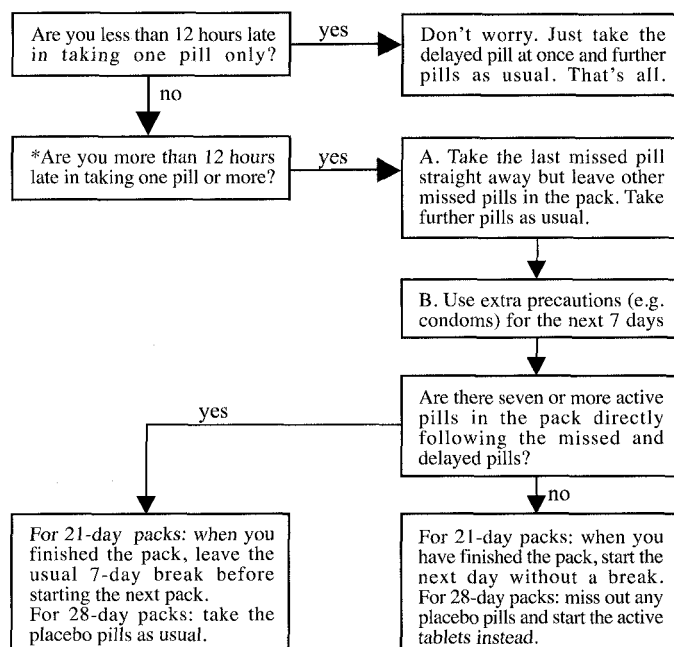 Are you less than 12 hours late
in taking one pill only?
yes
Don't worry. Just take the
delayed pill at once and further
pills as usual. That's all.
no
*Are you more than 12 hours
late in taking one pill or more?
yes
A. Take the last missed pill
straight away but leave other
missed pills in the pack. Take
further pills as usual.
B. Use extra precautions (e.g.
condoms) for the next 7 days
Are there seven or more active
pills in the pack directly
following the missed and
delayed pills?
yes
no
For 21-day packs: when you
finished the pack, leave the
usual 7-day break before
starting the next pack.
For 28-day packs: take the
placebo pills as usual.
For 21-day packs: when you
have finished the pack, start the
next day without a break.
For 28-day packs: miss out any
placebo pills and start the active
tablets instead.